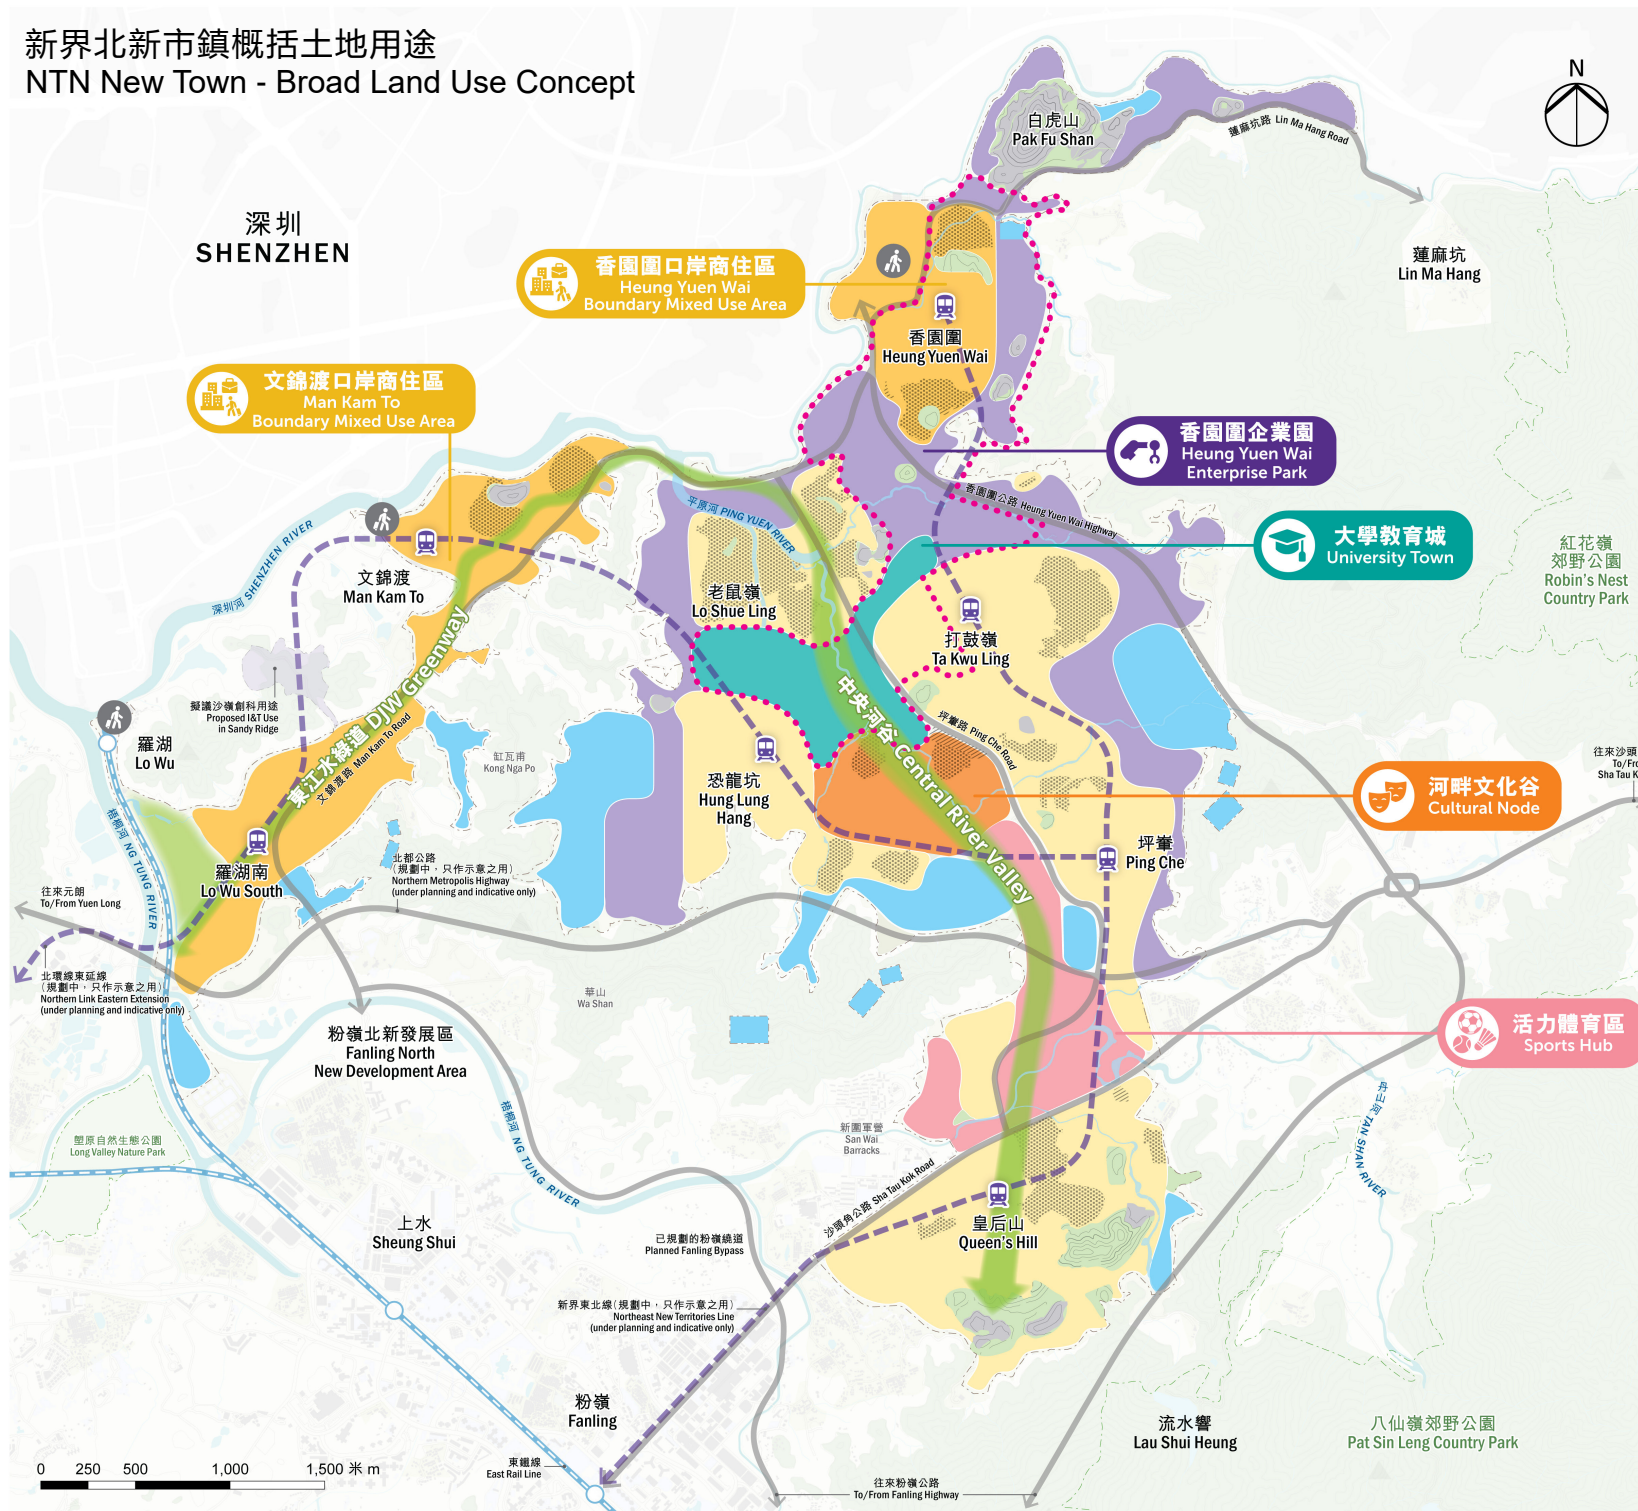 新界北新市鎮概括土地用途
NTN New Town - Broad Land Use Concept
N
白虎山
Pak Fu Shan
蓮麻坑路 Lin Ma Hang Road
深圳
SHENZHEN
蓮麻坑
Lin Ma Hang
香園圍口岸商住區
Heung Yuen Wai
Boundary Mixed Use Area
香園圍
Heung Yuen Wai
文錦渡口岸商住區
Man Kam To
Boundary Mixed Use Area
香園圍企業園
Heung Yuen Wai
Enterprise Park
香園圍公路 Heung Yuen Wai Highway
平原河 PING YUEN RIVER
大學教育城
University Town
深圳河 SHENZHEN RIVER
文錦渡
Man Kam To
老鼠嶺
Lo Shue Ling
紅花嶺
郊野公園
Robin's Nest
Country Park
打鼓嶺
Ta Kwu Ling
擬議沙嶺創科用途
Proposed I&T Use
in Sandy Ridge
東江水綠道 DJW Greenway
文錦渡路 Man Kam To Road
中央河谷 Central River Valley
坪輋路 Ping Che Road
羅湖
Lo Wu
缸瓦甫
Kong Nga Po
恐龍坑
Hung Lung
Hang
往來沙頭
To/Fro
Sha Tau K
河畔文化谷
Cultural Node
梧桐河 NG TUNG RIVER
坪輋
Ping Che
羅湖南
Lo Wu South
北都公路
(規劃中，只作示意之用)
Northern Metropolis Highway
(under planning and indicative only)
往來元朗
To/From Yuen Long
北環線東延線
(規劃中，只作示意之用)
Northern Link Eastern Extension
(under planning and indicative only)
華山
Wa Shan
粉嶺北新發展區
Fanling North
New Development Area
活力體育區
Sports Hub
塱原自然生態公園
Long Valley Nature Park
梧桐河 NG TUNG RIVER
新圍軍營
San Wai
Barracks
丹山河 TAN SHAN RIVER
沙頭角公路 Sha Tau Kok Road
上水
Sheung Shui
已規劃的粉嶺繞道
Planned Fanling Bypass
皇后山
Queen's Hill
新界東北線(規劃中，只作示意之用)
Northeast New Territories Line
(under planning and indicative only)
粉嶺
Fanling
流水響
Lau Shui Heung
八仙嶺郊野公園
Pat Sin Leng Country Park
東鐵線
East Rail Line
往來粉嶺公路
To/From Fanling Highway
0 250 500 1,000 1,500 米 m